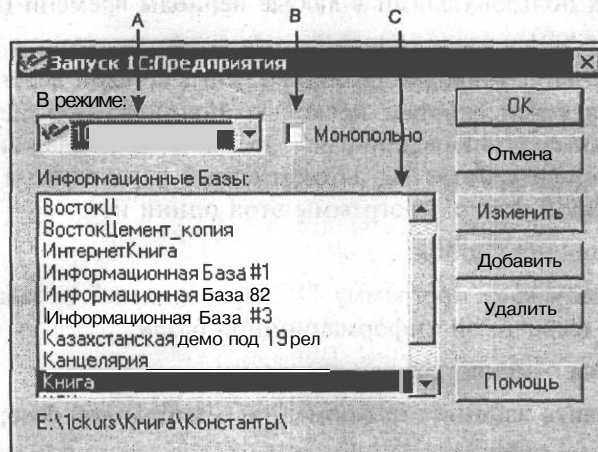 A B C
Запуск 1С:Предприятия
В режиме:
Монопольно
OK
Отмена
Информационные Базы:
ВостокЦ
ВостокЦемент_копия
ИнтернетКнига
Информационная База #1
Информационная База 82
Информационная База #3
Казахстанская демо под 19 рел
Канцелярия
Книга
Изменить
Добавить
Удалить
Помощь
E:\1ckurs\Книга\Константы\